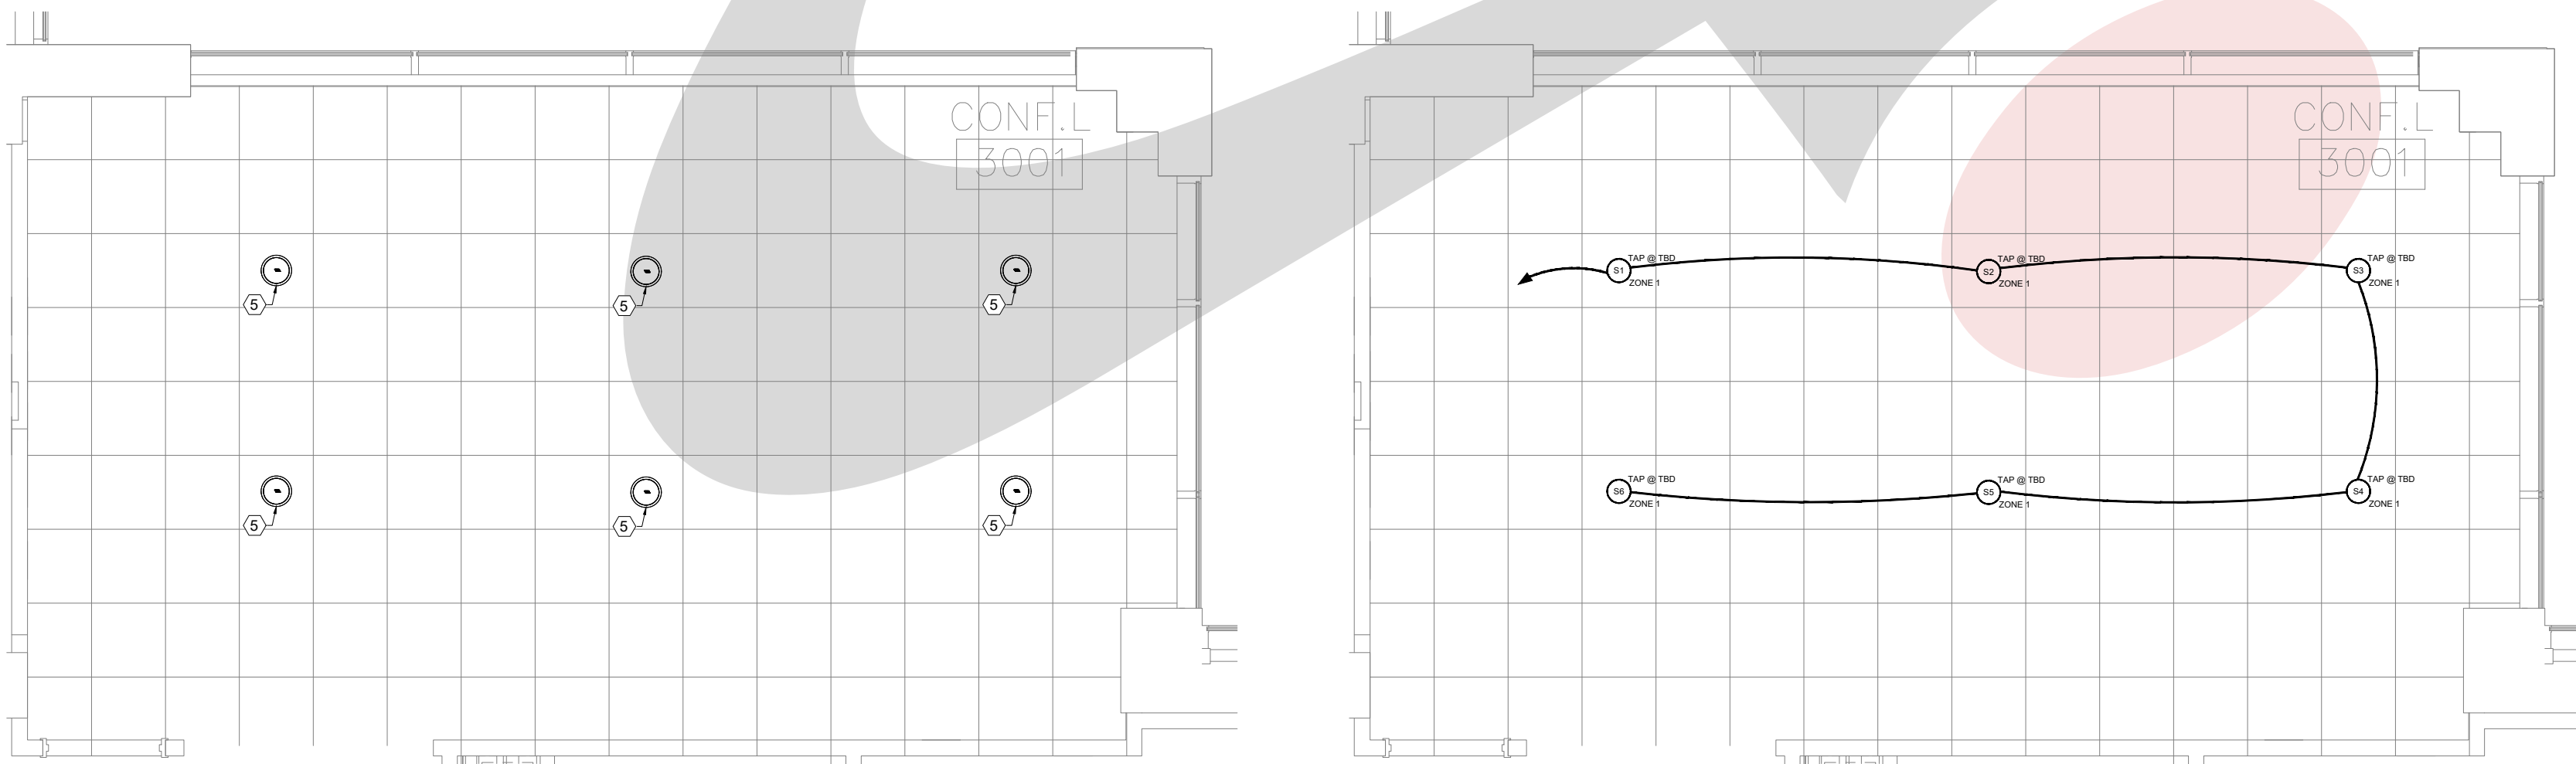 CONF.L
3001
5
5
5
5
5
5
CONF.L
3001
S1
TAP @ TBD
ZONE 1
S2
TAP @ TBD
ZONE 1
S3
TAP @ TBD
ZONE 1
S6
TAP @ TBD
ZONE 1
S5
TAP @ TBD
ZONE 1
S4
TAP @ TBD
ZONE 1